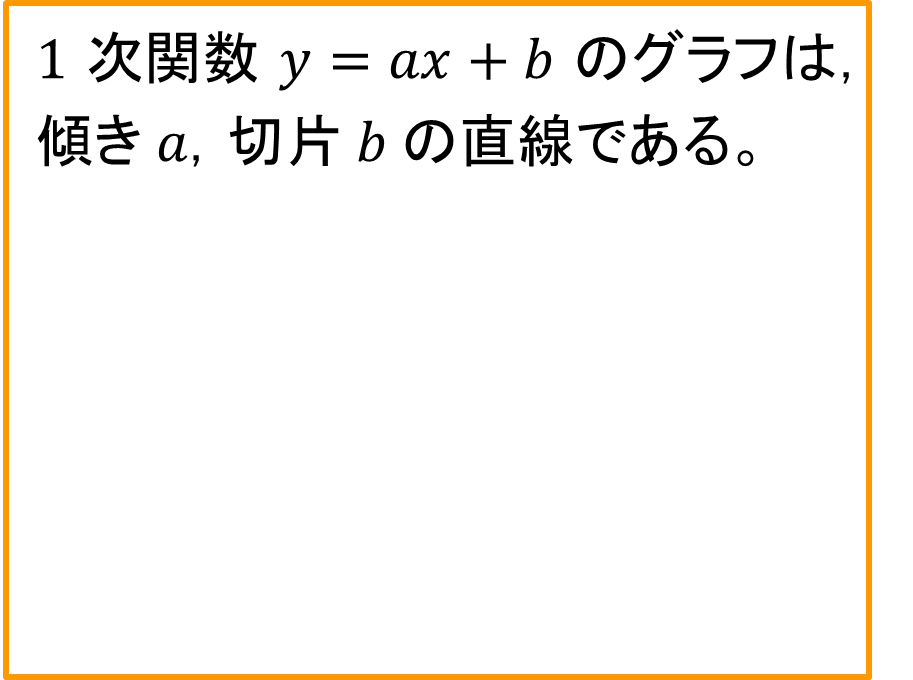 1 次関数 y = ax + b のグラフは，
傾き a，切片 b の直線である。